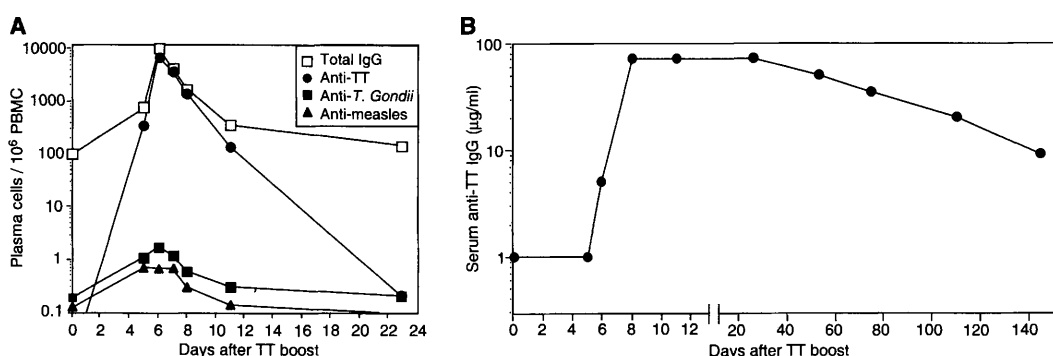 A
Plasma cells / 10⁶ PBMC
10000
1000
100
10
1
0.1
Total IgG
Anti-TT
Anti-T. Gondii
Anti-measles
0 2 4 6 8 10 12 14 16 18 20 22 24
Days after TT boost
B
Serum anti-TT IgG (μg/ml)
100
10
1
0 2 4 6 8 10 12 20 40 60 80 100 120 140
Days after TT boost